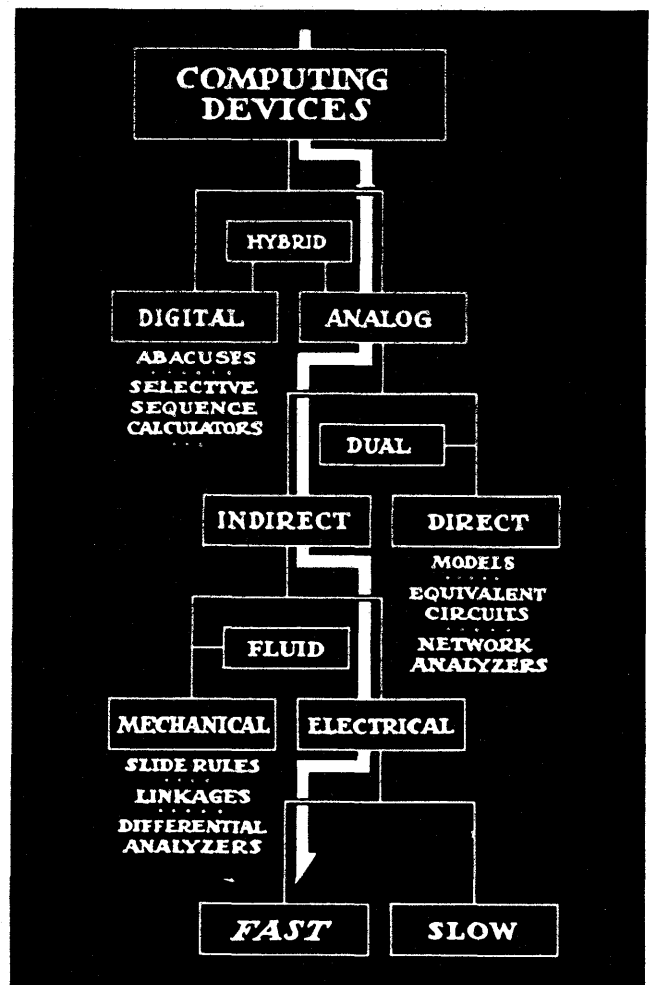 COMPUTING
DEVICES
HYBRID
DIGITAL
ANALOG
ABACUSES
SELECTIVE
SEQUENCE
CALCULATORS
DUAL
INDIRECT
DIRECT
MODELS
EQUIVALENT
CIRCUITS
NETWORK
ANALYZERS
FLUID
MECHANICAL
ELECTRICAL
SLIDE RULES
LINKAGES
DIFFERENTIAL
ANALYZERS
FAST
SLOW